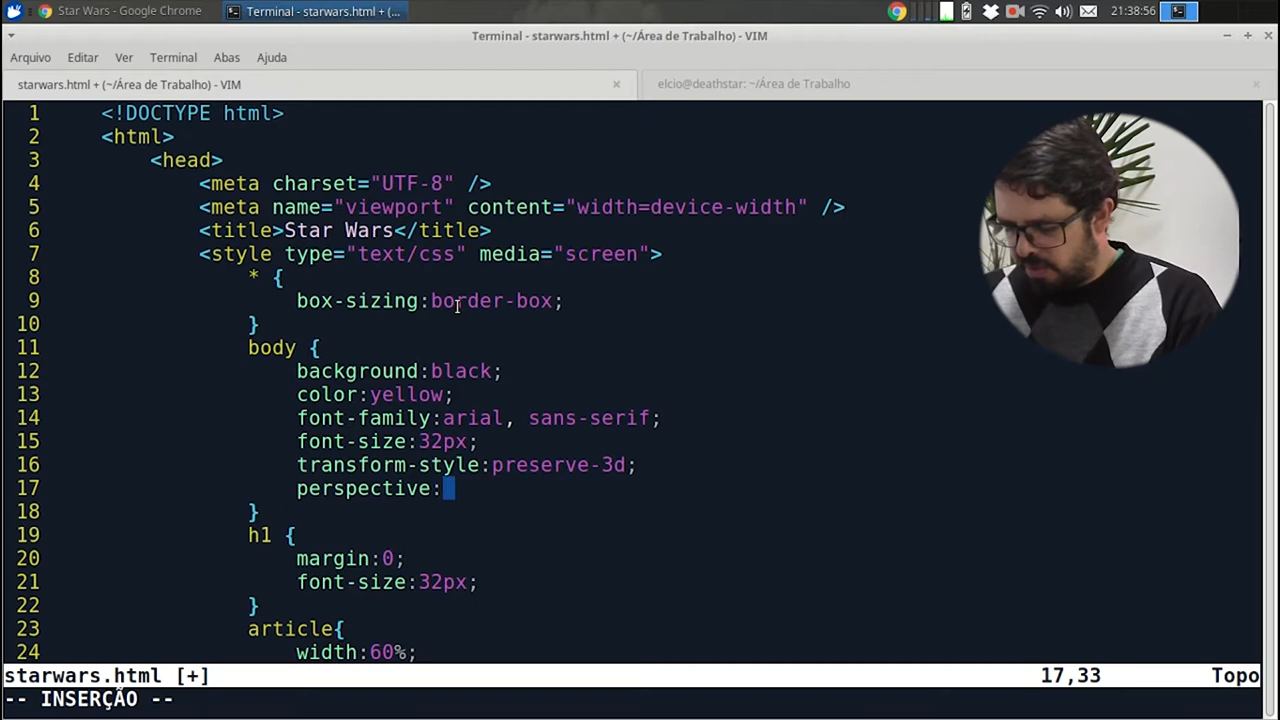 Star Wars - Google Chrome
Terminal - starwars.html + (...
21:38:56
Terminal - starwars.html + (~/Área de Trabalho) - VIM
Arquivo Editar Ver Terminal Abas Ajuda
starwars.html + (~/Área de Trabalho) - VIM
elcio@deathstar: ~/Área de Trabalho
1 <!DOCTYPE html>
2 <html>
3 <head>
4 <meta charset="UTF-8" />
5 <meta name="viewport" content="width=device-width" />
6 <title>Star Wars</title>
7 <style type="text/css" media="screen">
8 * {
9 box-sizing:border-box;
10 }
11 body {
12 background:black;
13 color:yellow;
14 font-family:arial, sans-serif;
15 font-size:32px;
16 transform-style:preserve-3d;
17 perspective:
18 }
19 h1 {
20 margin:0;
21 font-size:32px;
22 }
23 article{
24 width:60%;
starwars.html [+] 17,33 Topo
-- INSERÇÃO --